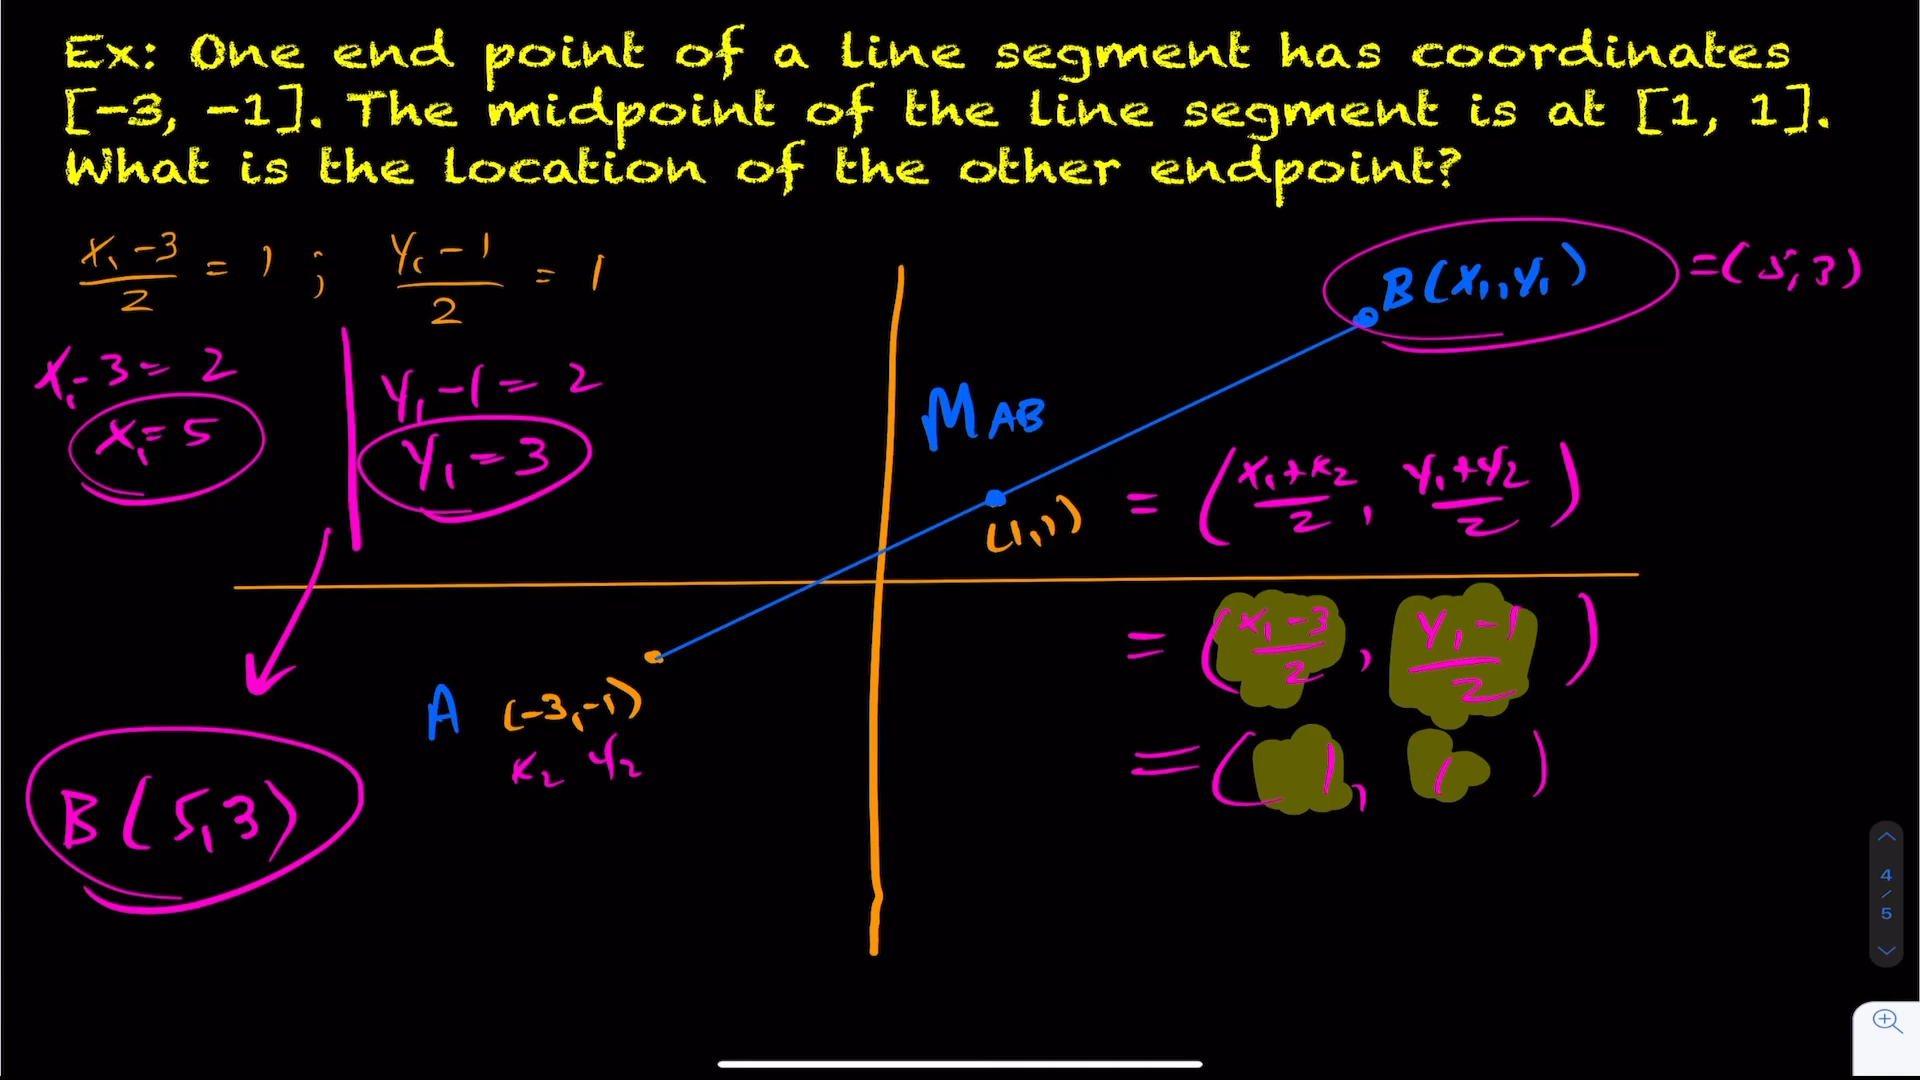 Ex: One end point of a line segment has coordinates
[-3, -1]. The midpoint of the line segment is at [1, 1].
What is the location of the other endpoint?
(x₁-3)/2 = 1 ; (y₁-1)/2 = 1
x₁-3=2
x₁=5
y₁-1=2
y₁=3
B(5,3)
B(x₁,y₁) =(5,3)
M AB
(1,1) = ((x₁+x₂)/2, (y₁+y₂)/2)
= ((x₁-3)/2, (y₁-1)/2)
= (1, 1)
A (-3,-1)
x₂ y₂
4
/
5